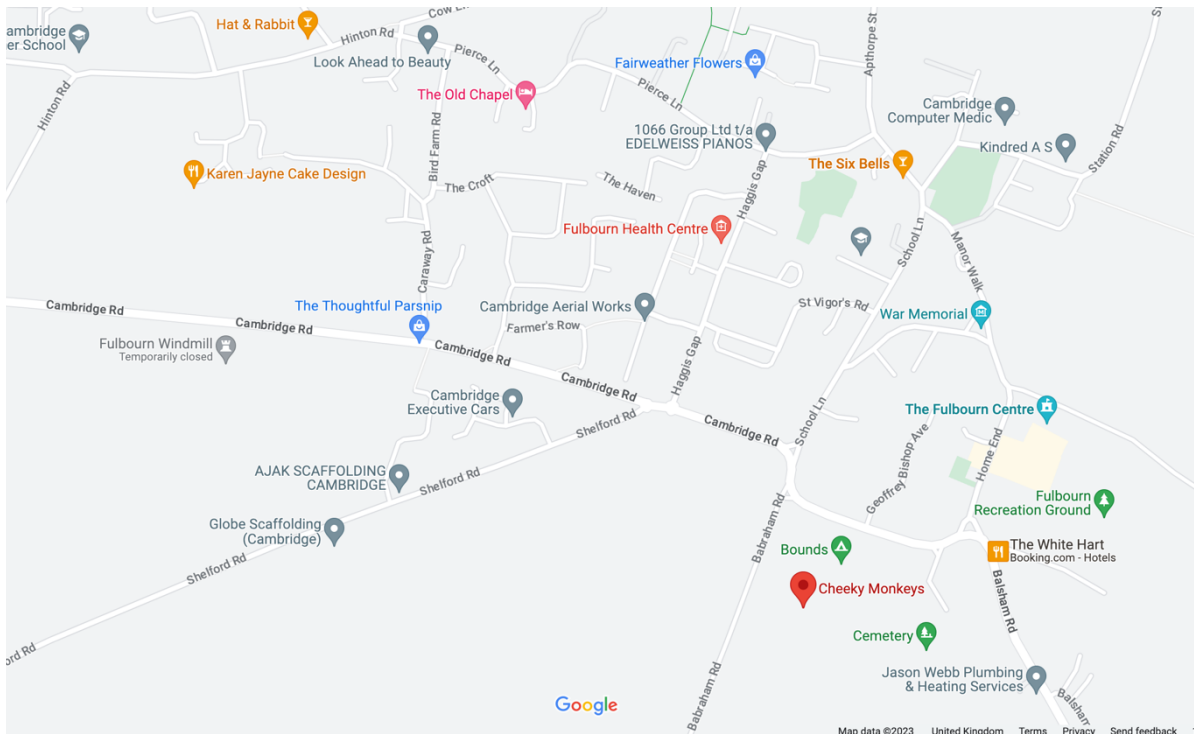 Cow Ln
Hat & Rabbit
Hinton Rd
ambridge
er School
Look Ahead to Beauty
Pierce Ln
Apthorpe St
St
Fairweather Flowers
The Old Chapel
Pierce Ln
Hinton Rd
Cambridge
Computer Medic
1066 Group Ltd t/a
EDELWEISS PIANOS
Station Rd
Kindred A S
Bird Farm Rd
The Six Bells
Karen Jayne Cake Design
The Croft
The Haven
Haggis Gap
Fulbourn Health Centre
School Ln
Manor Walk
Caraway Rd
Cambridge Rd
The Thoughtful Parsnip
Cambridge Aerial Works
St Vigor's Rd
War Memorial
Cambridge Rd
Farmer's Row
Fulbourn Windmill
Temporarily closed
Cambridge Rd
Haggis Gap
Cambridge Rd
Cambridge
Executive Cars
The Fulbourn Centre
Shelford Rd
Cambridge Rd
School Ln
Geoffrey Bishop Ave
Home End
AJAK SCAFFOLDING
CAMBRIDGE
Shelford Rd
Fulbourn
Recreation Ground
Globe Scaffolding
(Cambridge)
Babraham Rd
Bounds
The White Hart
Booking.com - Hotels
Shelford Rd
Cheeky Monkeys
Balsham Rd
Cemetery
ord Rd
Jason Webb Plumbing
& Heating Services
Babraham Rd
Balsham
Google
Map data ©2023 United Kingdom Terms Privacy Send feedback